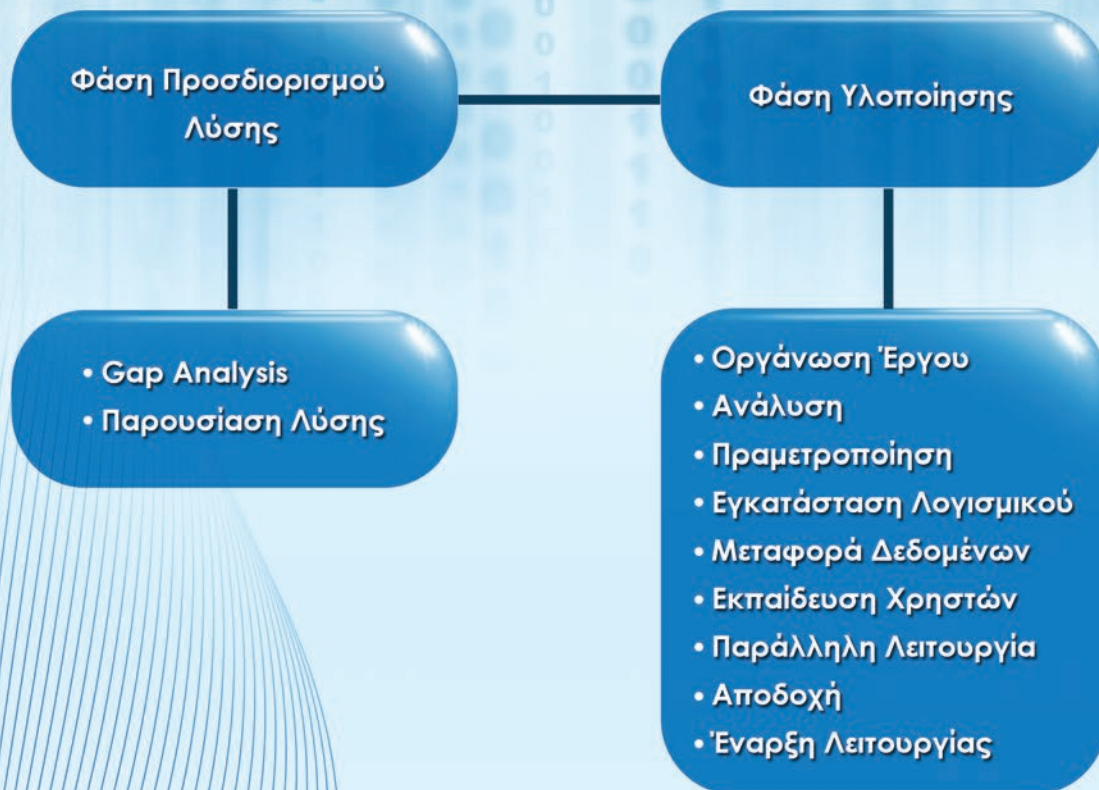 Φάση Προσδιορισμού
Λύσης
Φάση Υλοποίησης
• Gap Analysis
• Παρουσίαση Λύσης
• Οργάνωση Έργου
• Ανάλυση
• Πραμετροποίηση
• Εγκατάσταση Λογισμικού
• Μεταφορά Δεδομένων
• Εκπαίδευση Χρηστών
• Παράλληλη Λειτουργία
• Αποδοχή
• Έναρξη Λειτουργίας